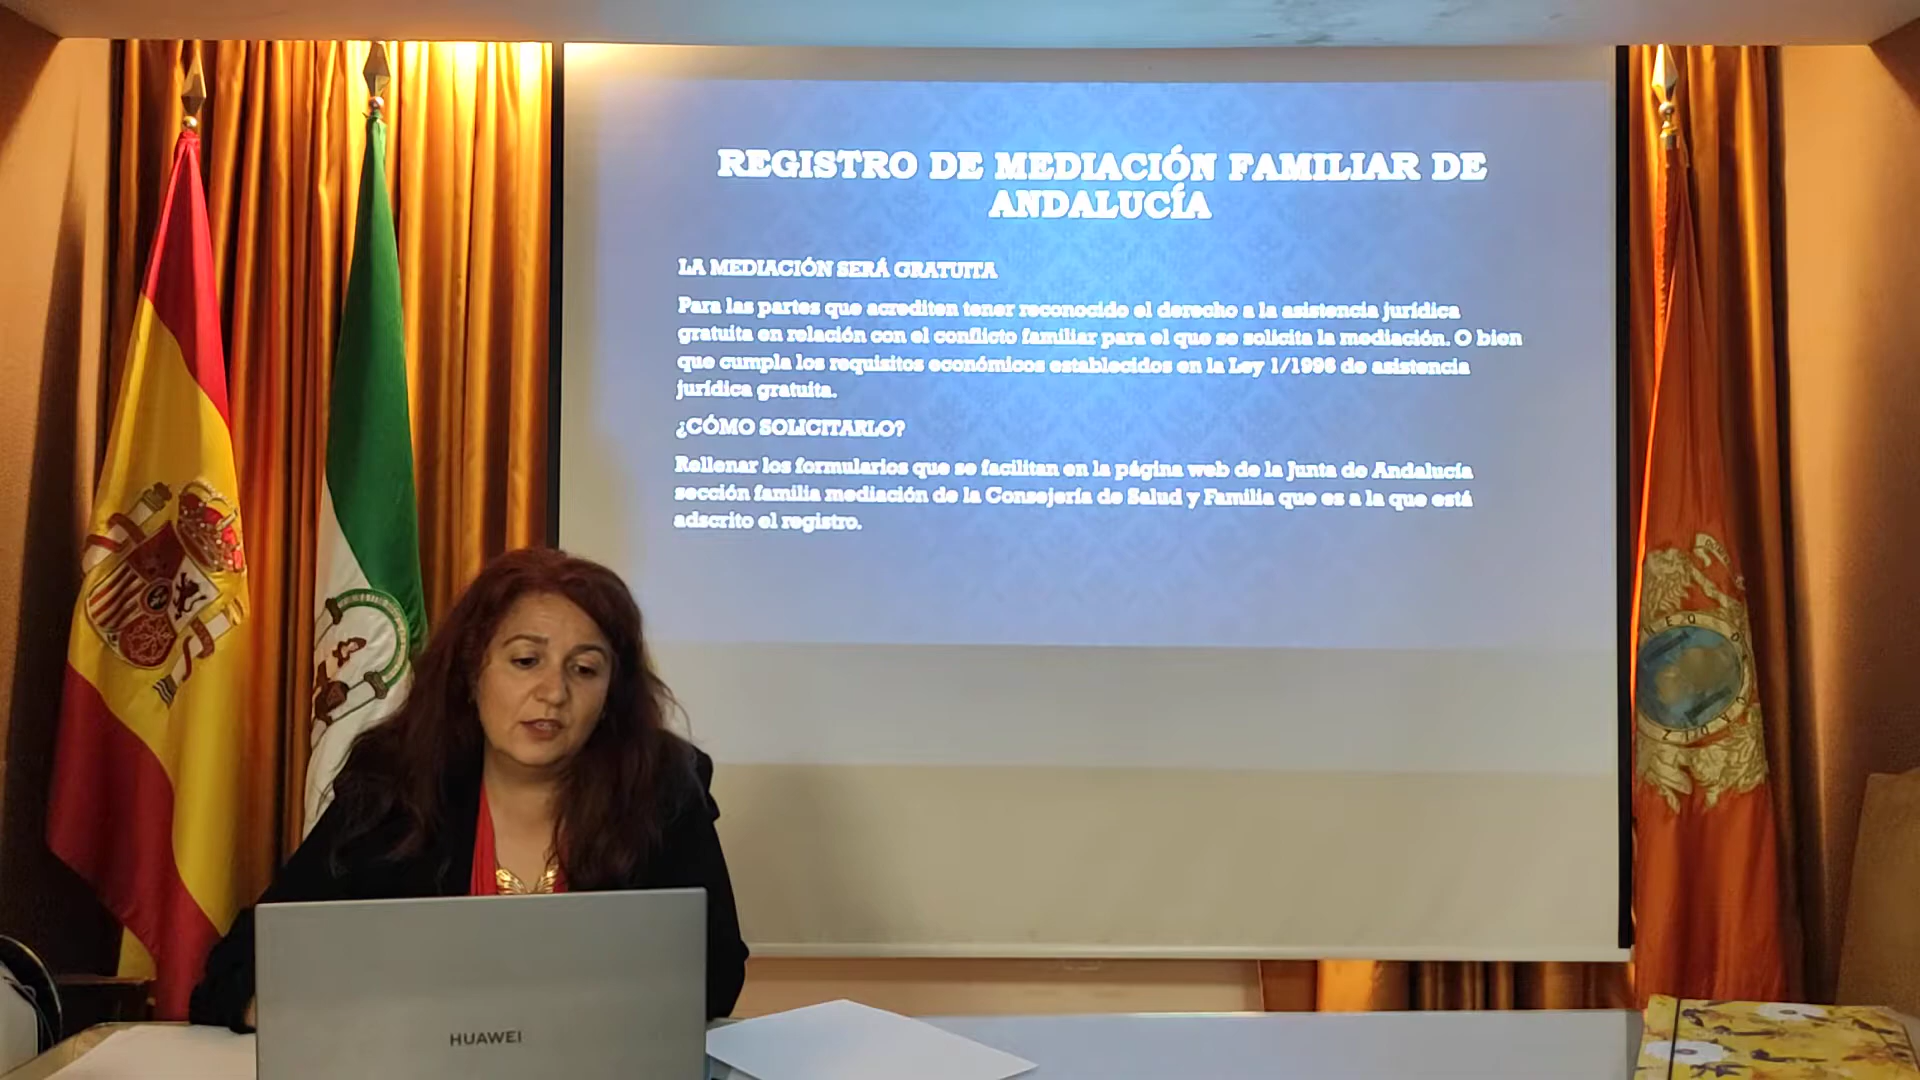 REGISTRO DE MEDIACIÓN FAMILIAR DE
ANDALUCÍA
LA MEDIACIÓN SERÁ GRATUITA
Para las partes que acrediten tener reconocido el derecho a la asistencia jurídica
gratuita en relación con el conflicto familiar para el que se solicita la mediación. O bien
que cumpla los requisitos económicos establecidos en la Ley 1/1996 de asistencia
jurídica gratuita.
¿CÓMO SOLICITARLO?
Rellenar los formularios que se facilitan en la página web de la Junta de Andalucía
sección familia mediación de la Consejería de Salud y Familia que es a la que está
adscrito el registro.
HUAWEI